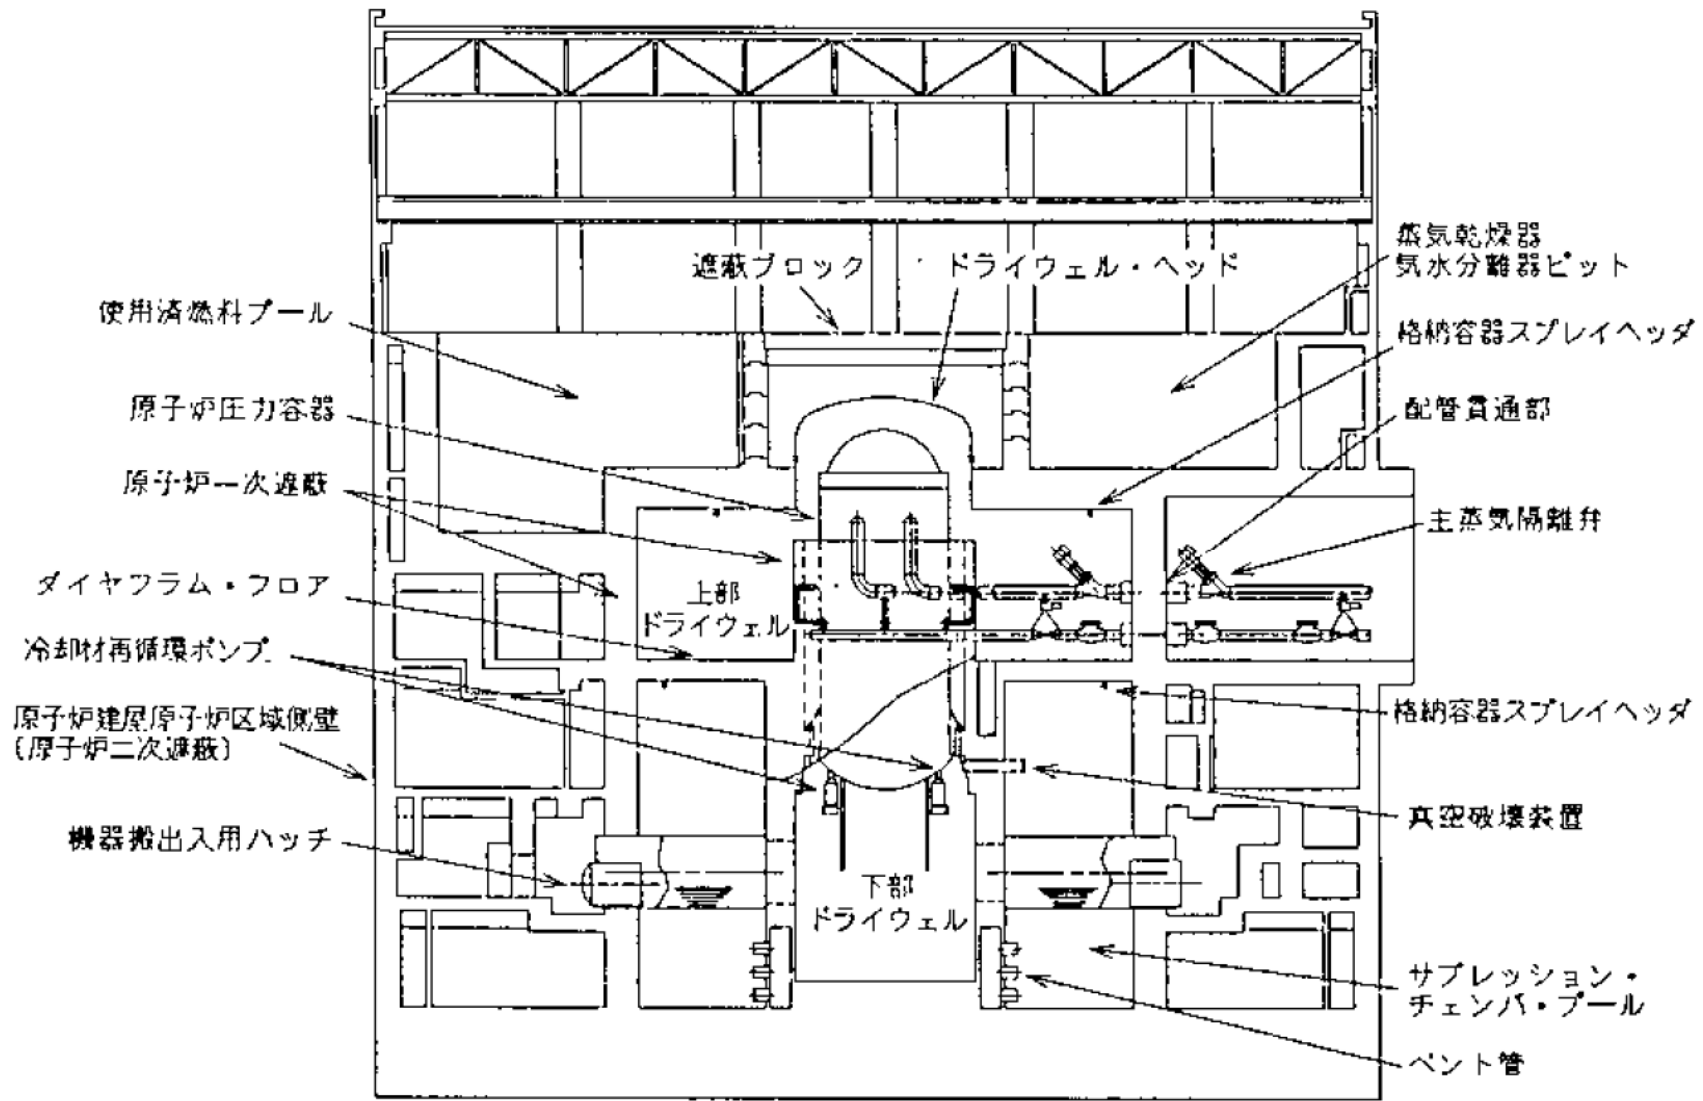 遮蔽ブロック
ドライウェル・ヘッド
蒸気乾燥器
気水分離器ピット
使用済燃料プール
格納容器スプレイヘッダ
原子炉圧力容器
配管貫通部
原子炉一次遮蔽
主蒸気隔離弁
ダイヤフラム・フロア
上部
ドライウェル
冷却材再循環ポンプ
原子炉建屋原子炉区域側壁
(原子炉二次遮蔽)
格納容器スプレイヘッダ
真空破壊装置
機器搬出入用ハッチ
下部
ドライウェル
サプレッション・
チェンバ・プール
ベント管